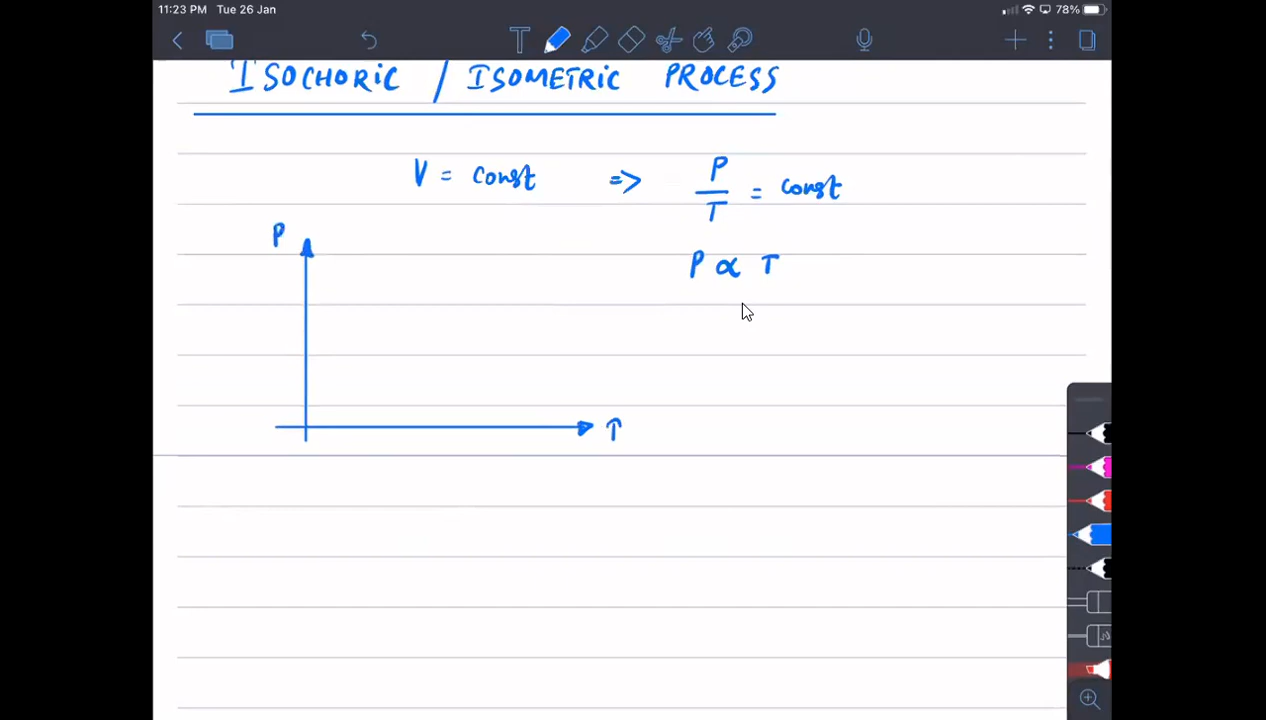 11:23 PM Tue 26 Jan 78%
T
ISOCHORIC / ISOMETRIC PROCESS
V = const => P/T = const
P ∝ T
P
T